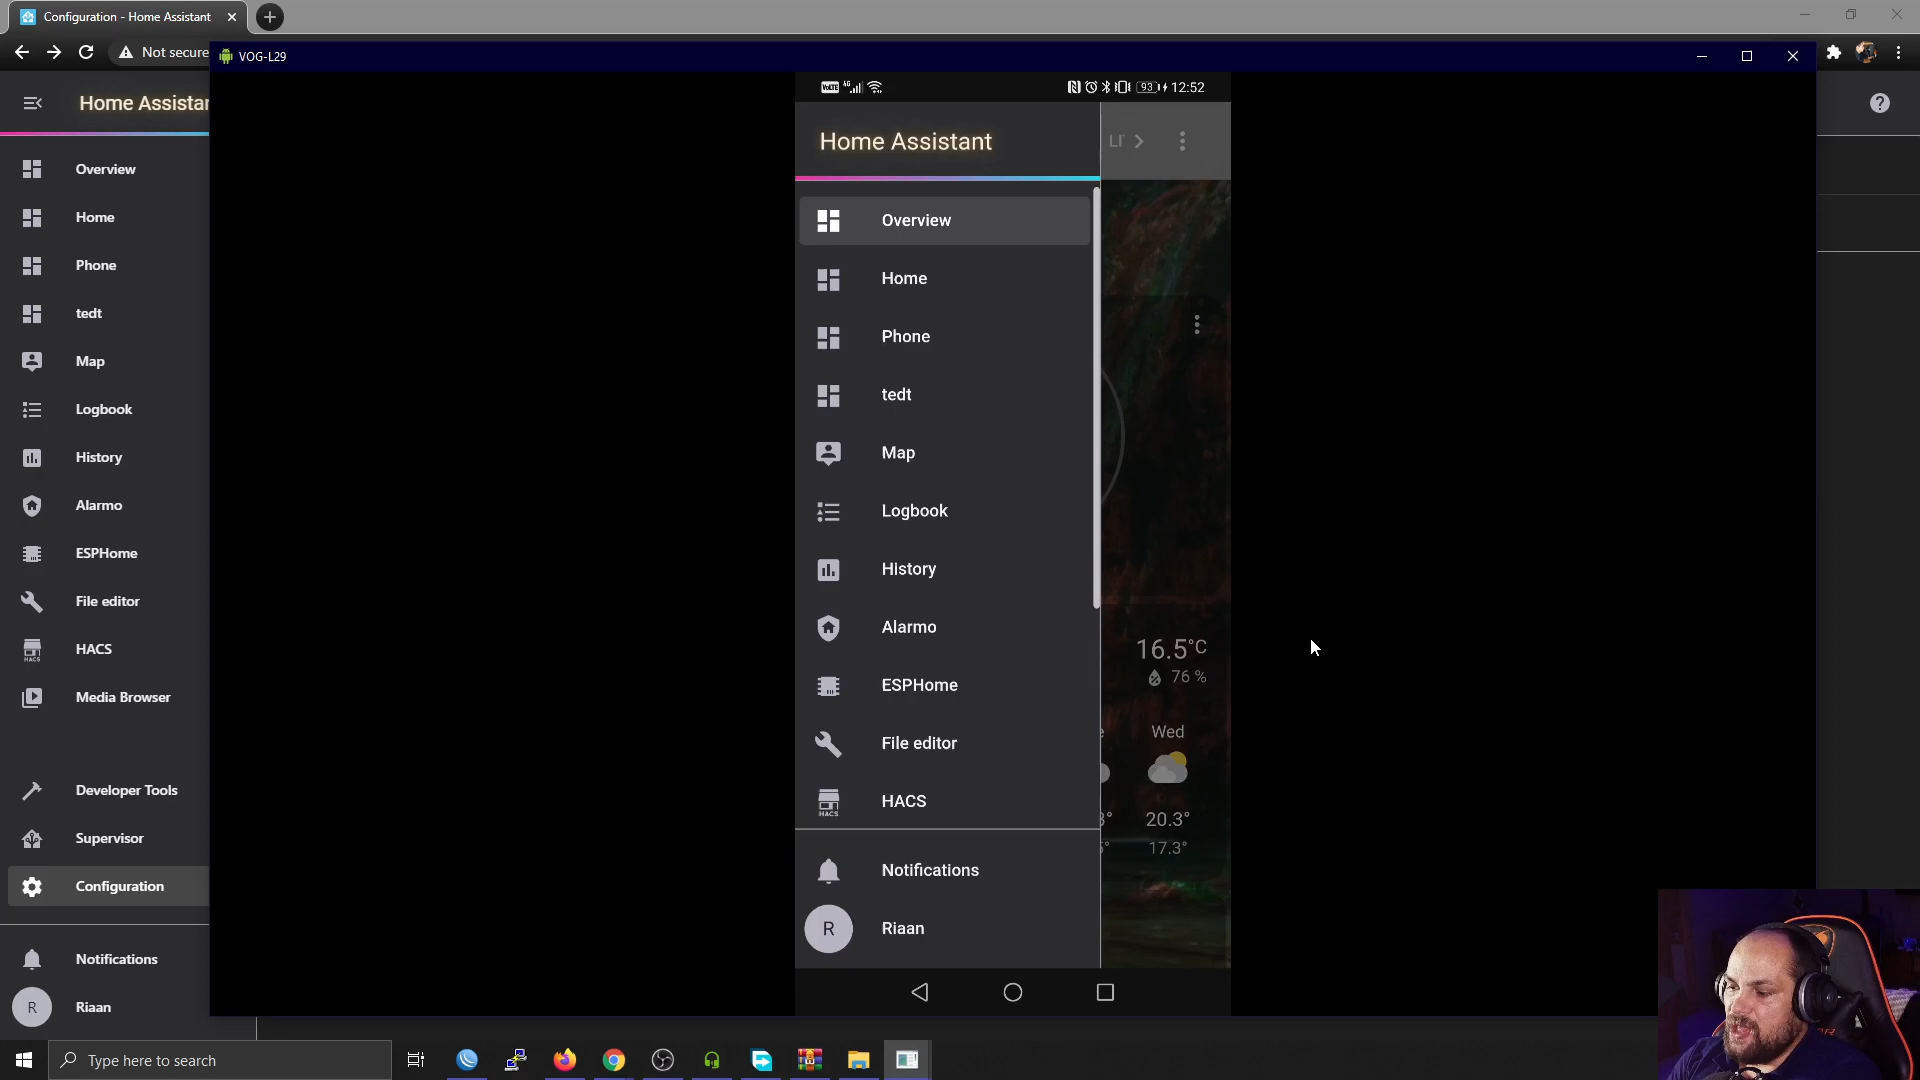 Configuration - Home Assistant
Not secure
VOG-L29
93
12:52
Home Assistant
Overview
Home
Phone
tedt
Map
Logbook
History
Alarmo
ESPHome
File editor
HACS
Notifications
R
Riaan
16.5°C
76 %
Wed
20.3°
17.3°
Home Assistar
Overview
Home
Phone
tedt
Map
Logbook
History
Alarmo
ESPHome
File editor
HACS
Media Browser
Developer Tools
Supervisor
Configuration
Notifications
R
Riaan
Type here to search